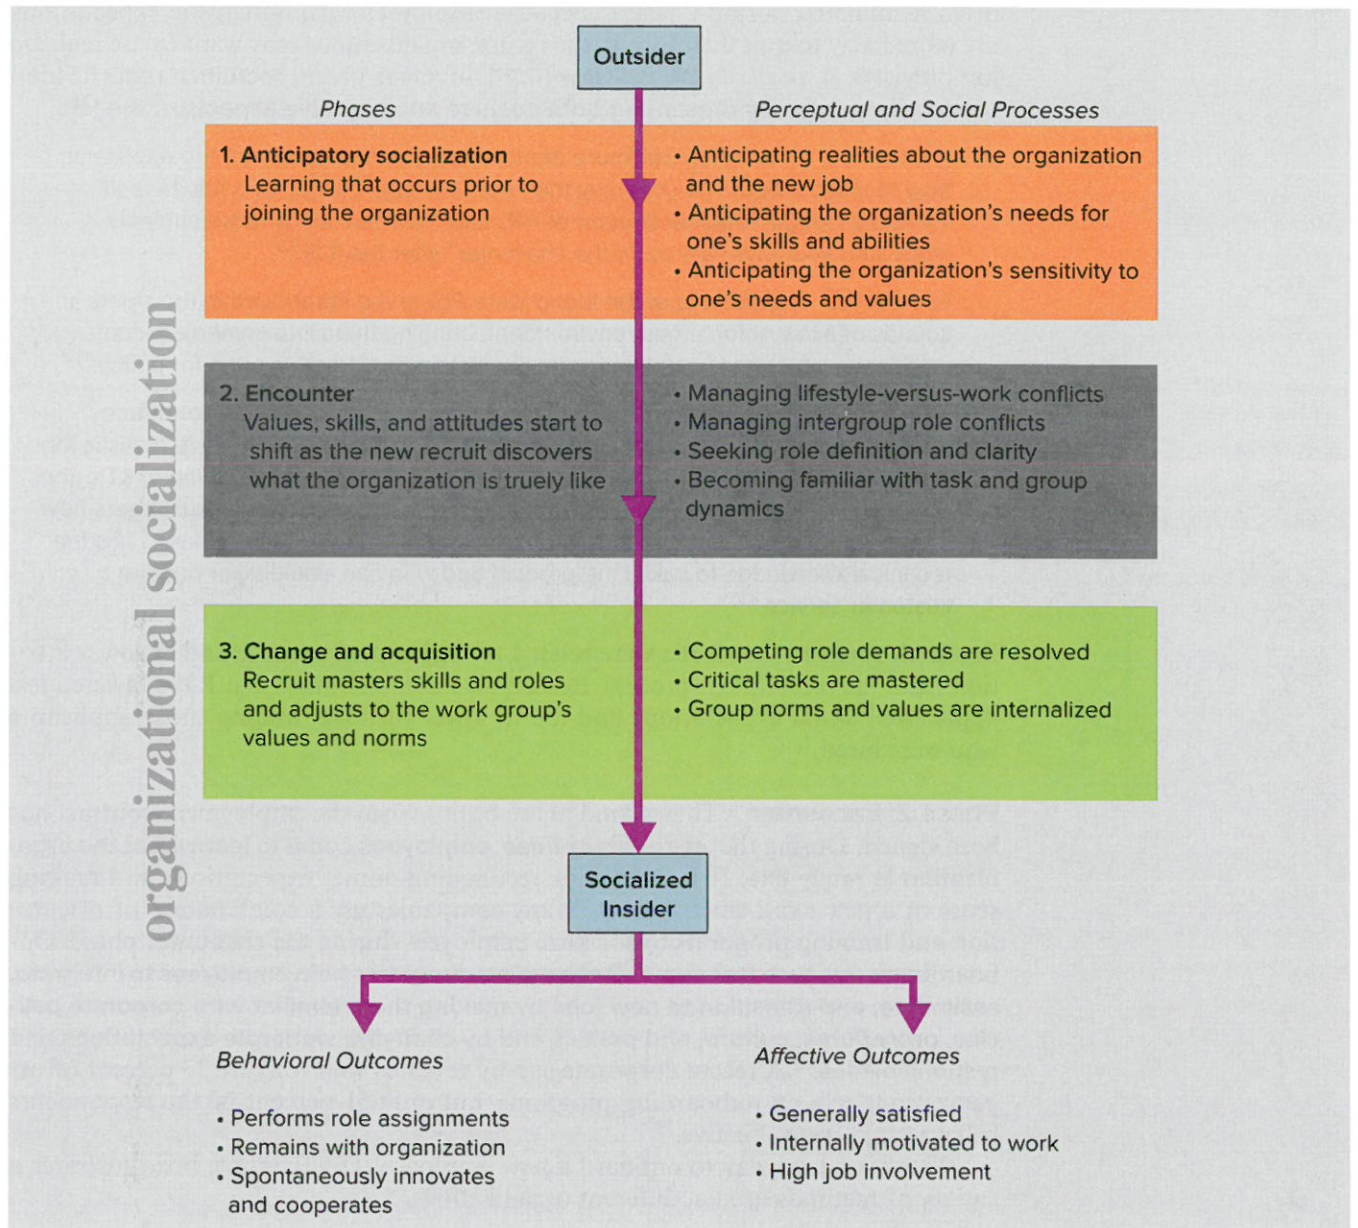 Outsider
Phases
Perceptual and Social Processes
1. Anticipatory socialization
Learning that occurs prior to
joining the organization
• Anticipating realities about the organization
and the new job
• Anticipating the organization's needs for
one's skills and abilities
• Anticipating the organization's sensitivity to
one's needs and values
organizational socialization
2. Encounter
Values, skills, and attitudes start to
shift as the new recruit discovers
what the organization is truely like
• Managing lifestyle-versus-work conflicts
• Managing intergroup role conflicts
• Seeking role definition and clarity
• Becoming familiar with task and group
dynamics
3. Change and acquisition
Recruit masters skills and roles
and adjusts to the work group's
values and norms
• Competing role demands are resolved
• Critical tasks are mastered
• Group norms and values are internalized
Socialized
Insider
Behavioral Outcomes
• Performs role assignments
• Remains with organization
• Spontaneously innovates
and cooperates
Affective Outcomes
• Generally satisfied
• Internally motivated to work
• High job involvement